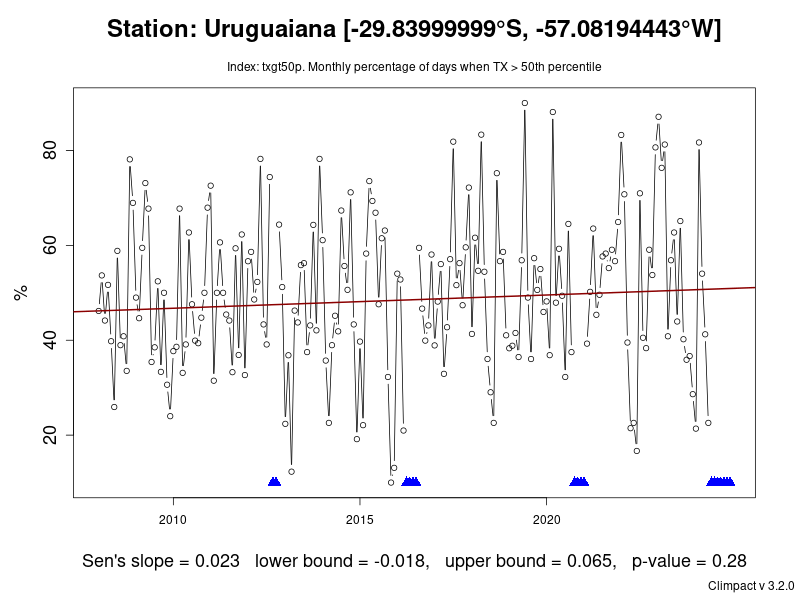 Station: Uruguaiana [-29.83999999°S, -57.08194443°W]
Index: txgt50p. Monthly percentage of days when TX > 50th percentile
80
60
%
40
20
2010 2015 2020
Sen's slope = 0.023 lower bound = -0.018, upper bound = 0.065, p-value = 0.28
Climpact v 3.2.0